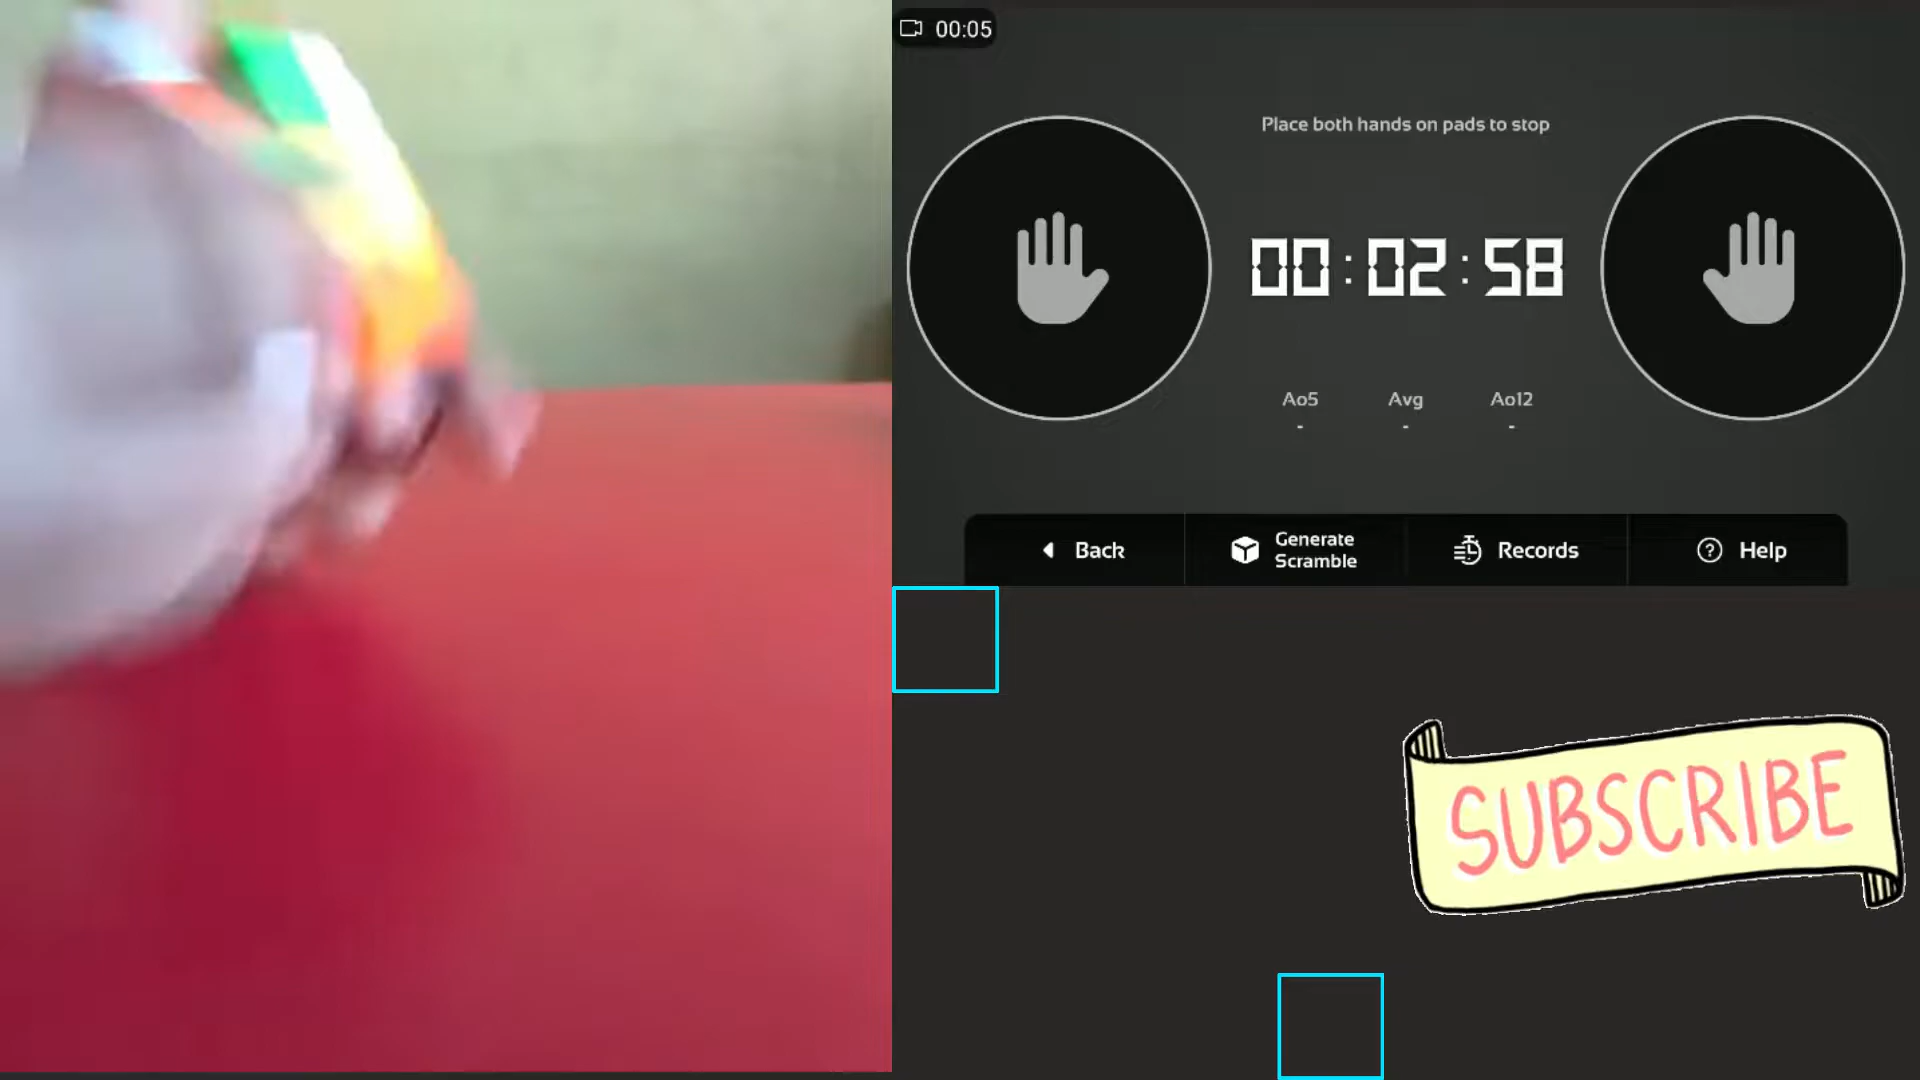 00:05
Place both hands on pads to stop
00:02:58
Ao5 Avg Ao12
- - -
Back
Generate
Scramble
Records
? Help
SUBSCRIBE